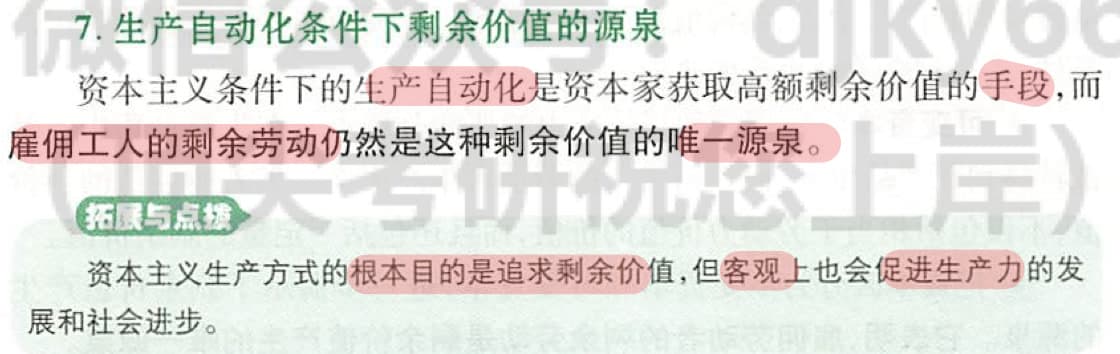 微信公众号：djky66
7. 生产自动化条件下剩余价值的源泉
资本主义条件下的生产自动化是资本家获取高额剩余价值的手段,而
雇佣工人的剩余劳动仍然是这种剩余价值的唯一源泉。
（顺头考研祝您上岸）
拓展与点拨
资本主义生产方式的根本目的是追求剩余价值,但客观上也会促进生产力的发
展和社会进步。